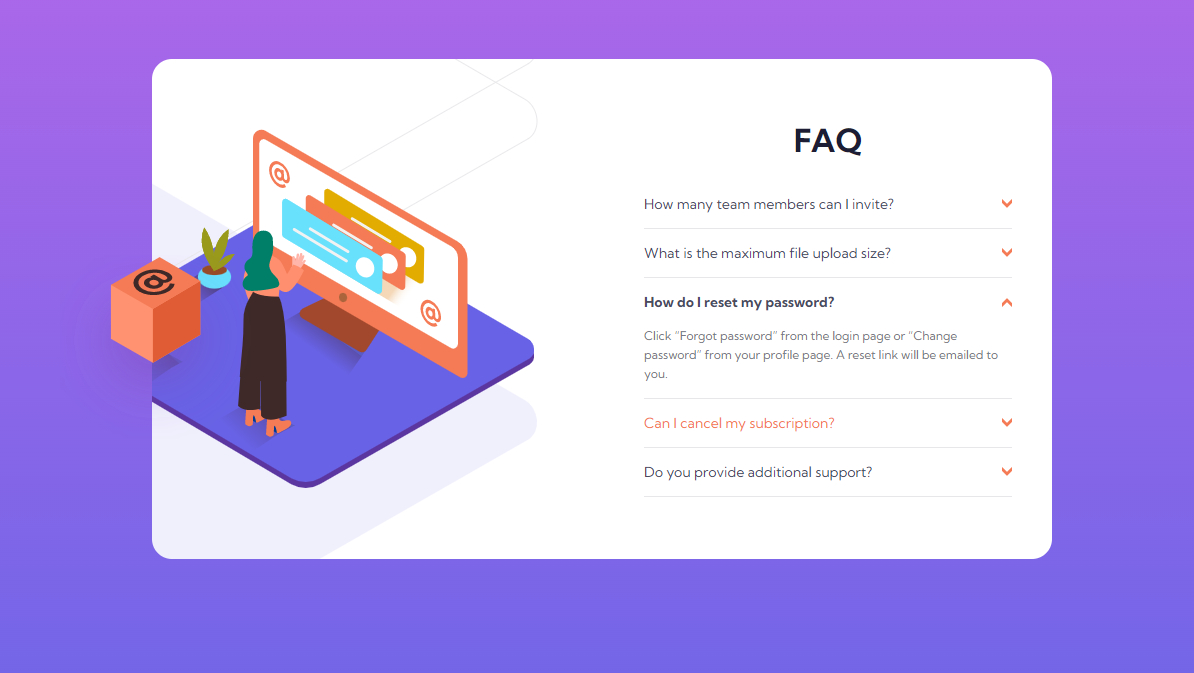 @
FAQ
How many team members can I invite?
What is the maximum file upload size?
@
How do I reset my password?
@
Click “Forgot password” from the login page or “Change
password” from your profile page. A reset link will be emailed to
you.
Can I cancel my subscription?
Do you provide additional support?